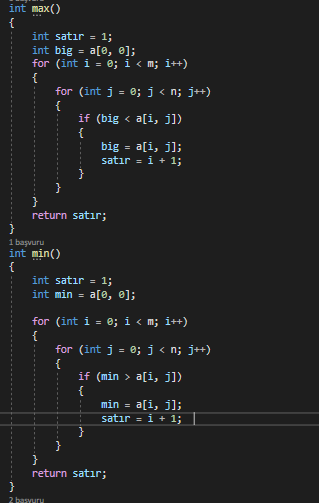 int max()
{
int satır = 1;
int big = a[0, 0];
for (int i = 0; i < m; i++)
{
for (int j = 0; j < n; j++)
{
if (big < a[i, j])
{
big = a[i, j];
satır = i + 1;
}
}
}
return satır;
}
1 başvuru
int min()
{
int satır = 1;
int min = a[0, 0];
for (int i = 0; i < m; i++)
{
for (int j = 0; j < n; j++)
{
if (min > a[i, j])
{
min = a[i, j];
satır = i + 1;
}
}
}
return satır;
}
2 başvuru